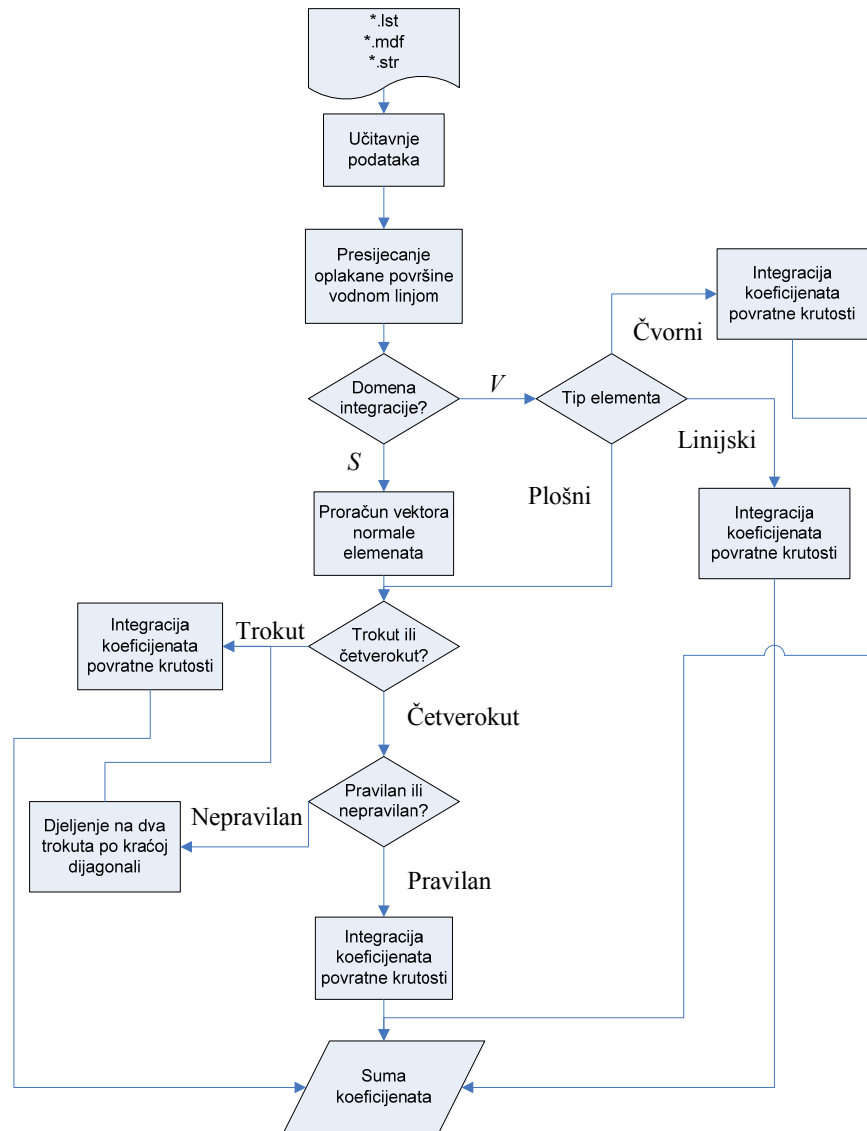 *.lst
*.mdf
*.str
Učitavnje
podataka
Presijecanje
oplakane površine
vodnom linjom
Integracija
koeficijenata
povratne krutosti
Čvorni
Domena
integracije?
V
Tip elementa
Linijski
S
Plošni
Proračun vektora
normale
elemenata
Integracija
koeficijenata
povratne krutosti
Integracija
koeficijenata
povratne krutosti
Trokut
Trokut ili
četverokut?
Četverokut
Pravilan ili
nepravilan?
Nepravilan
Djeljenje na dva
trokuta po kraćoj
dijagonali
Pravilan
Integracija
koeficijenata
povratne krutosti
Suma
koeficijenata